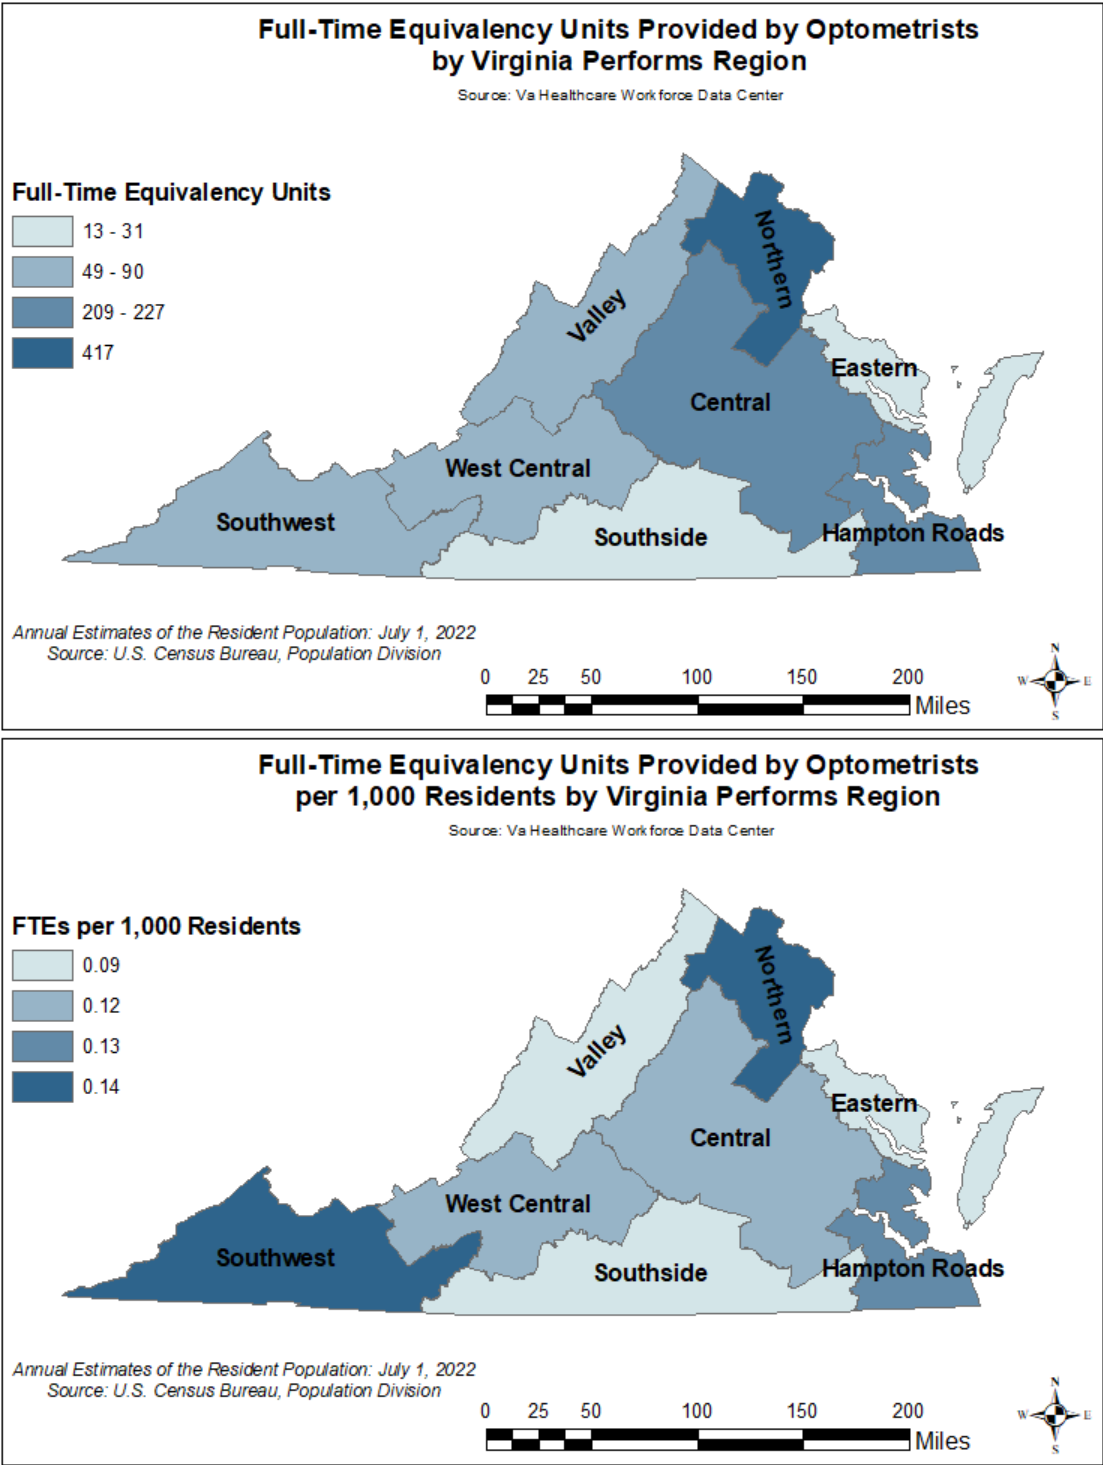 Full-Time Equivalency Units Provided by Optometrists
by Virginia Performs Region
Source: Va Healthcare Workforce Data Center
Full-Time Equivalency Units
13 - 31
49 - 90
209 - 227
417
Northern
Valley
Eastern
Central
West Central
Southwest
Southside
Hampton Roads
Annual Estimates of the Resident Population: July 1, 2022
Source: U.S. Census Bureau, Population Division
0 25 50 100 150 200
Miles
N
W E
S
Full-Time Equivalency Units Provided by Optometrists
per 1,000 Residents by Virginia Performs Region
Source: Va Healthcare Workforce Data Center
FTEs per 1,000 Residents
0.09
0.12
0.13
0.14
Northern
Valley
Eastern
Central
West Central
Southwest
Southside
Hampton Roads
Annual Estimates of the Resident Population: July 1, 2022
Source: U.S. Census Bureau, Population Division
0 25 50 100 150 200
Miles
N
W E
S